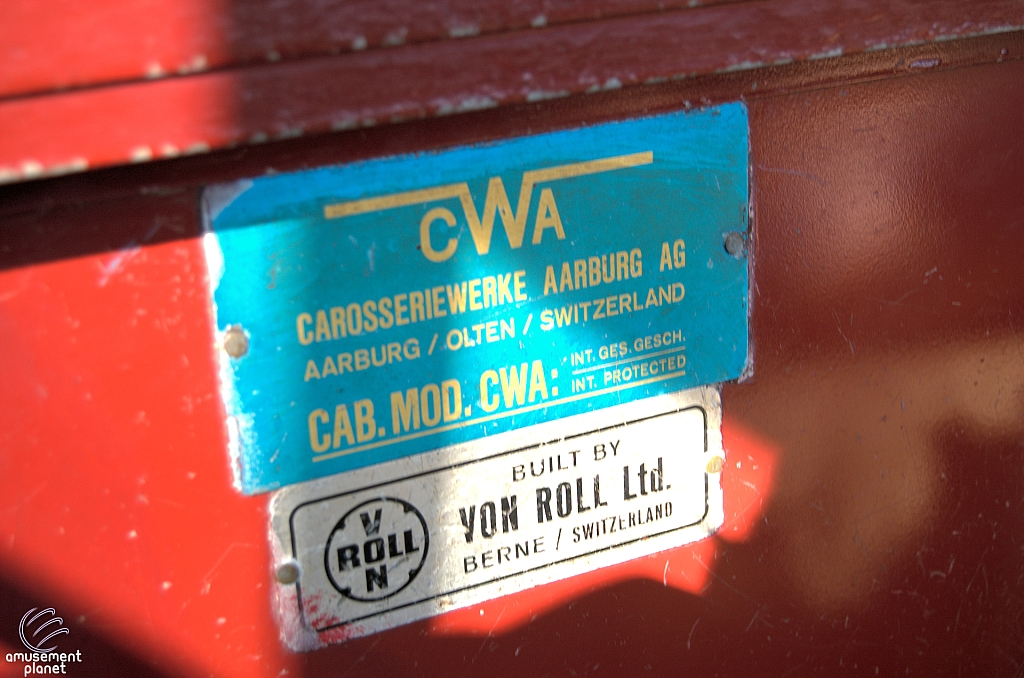 CWA
CAROSSERIEWERKE AARBURG AG
AARBURG / OLTEN / SWITZERLAND
CAB. MOD. CWA: INT. GES. GESCH.
INT. PROTECTED
BUILT BY
VON ROLL Ltd.
BERNE / SWITZERLAND
VON
ROLL
amusement
planet